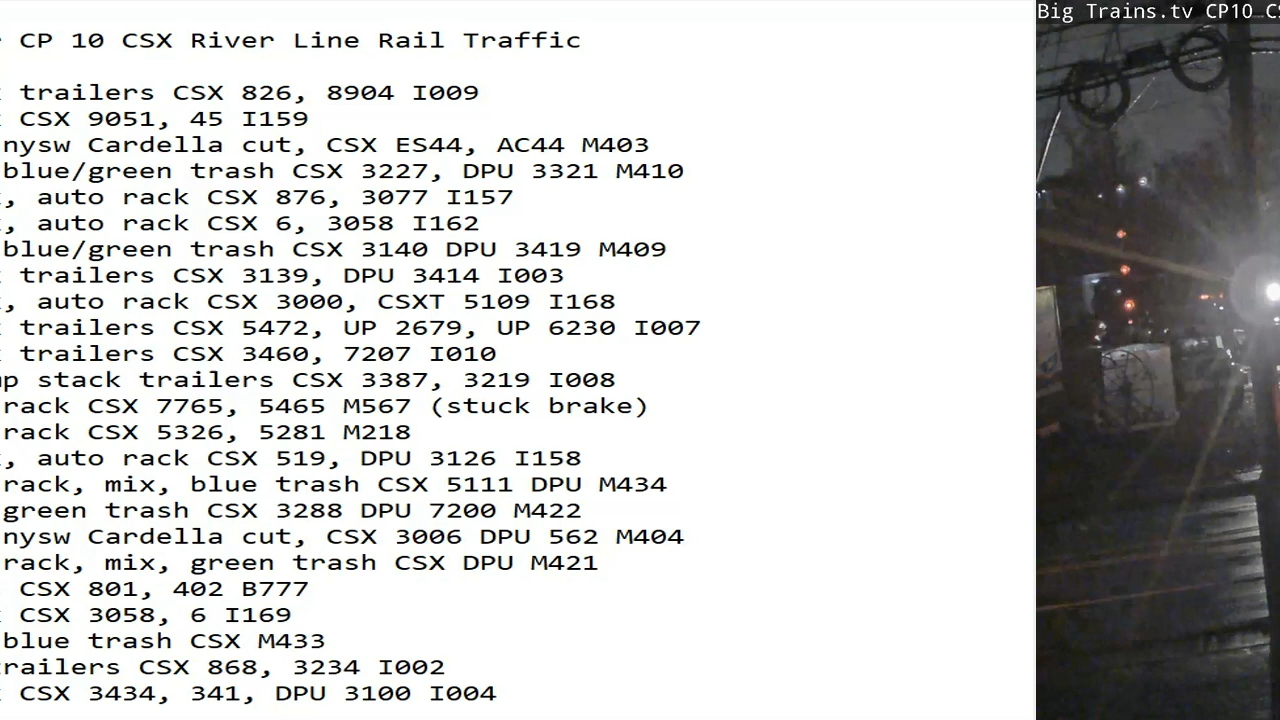 CP 10 CSX River Line Rail Traffic
trailers CSX 826, 8904 I009
CSX 9051, 45 I159
nysw Cardella cut, CSX ES44, AC44 M403
blue/green trash CSX 3227, DPU 3321 M410
, auto rack CSX 876, 3077 I157
, auto rack CSX 6, 3058 I162
blue/green trash CSX 3140 DPU 3419 M409
trailers CSX 3139, DPU 3414 I003
, auto rack CSX 3000, CSXT 5109 I168
trailers CSX 5472, UP 2679, UP 6230 I007
trailers CSX 3460, 7207 I010
p stack trailers CSX 3387, 3219 I008
rack CSX 7765, 5465 M567 (stuck brake)
rack CSX 5326, 5281 M218
, auto rack CSX 519, DPU 3126 I158
rack, mix, blue trash CSX 5111 DPU M434
green trash CSX 3288 DPU 7200 M422
nysw Cardella cut, CSX 3006 DPU 562 M404
rack, mix, green trash CSX DPU M421
CSX 801, 402 B777
CSX 3058, 6 I169
blue trash CSX M433
trailers CSX 868, 3234 I002
CSX 3434, 341, DPU 3100 I004
Big Trains.tv CP10 CS